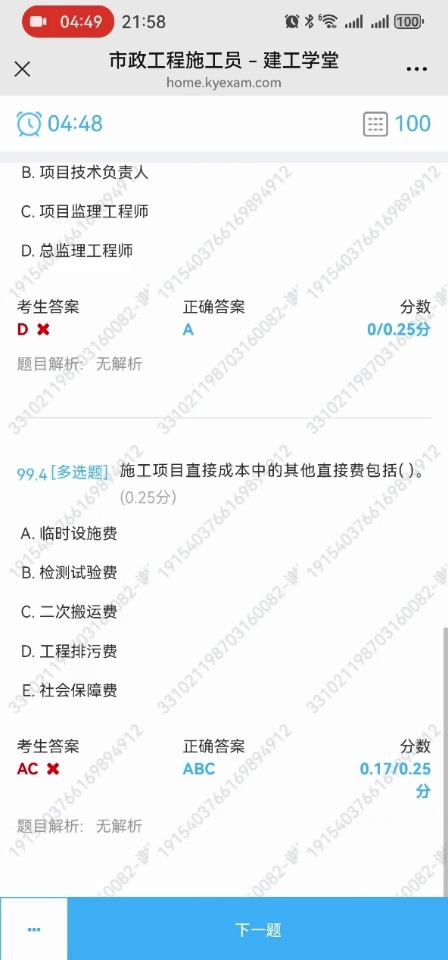 04:49 21:58 100
市政工程施工员 – 建工学堂
home.kyexam.com
04:48 100
B. 项目技术负责人
C. 项目监理工程师
D. 总监理工程师
考生答案 正确答案 分数
D A 0/0.25分
题目解析: 无解析
99.4 [多选题] 施工项目直接成本中的其他直接费包括( )。
(0.25分)
A. 临时设施费
B. 检测试验费
C. 二次搬运费
D. 工程排污费
E. 社会保障费
考生答案 正确答案 分数
AC ABC 0.17/0.25
分
题目解析: 无解析
下一题